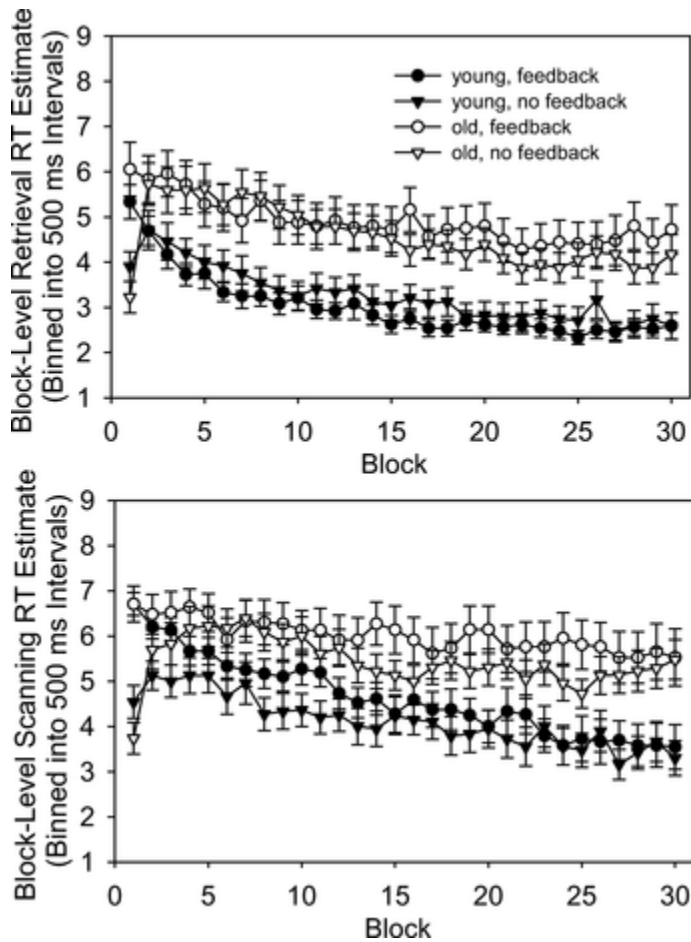 Block-Level Retrieval RT Estimate
(Binned into 500 ms Intervals)
9
8
7
6
5
4
3
2
1
young, feedback
young, no feedback
old, feedback
old, no feedback
0 5 10 15 20 25 30
Block
Block-Level Scanning RT Estimate
(Binned into 500 ms Intervals)
9
8
7
6
5
4
3
2
1
0 5 10 15 20 25 30
Block